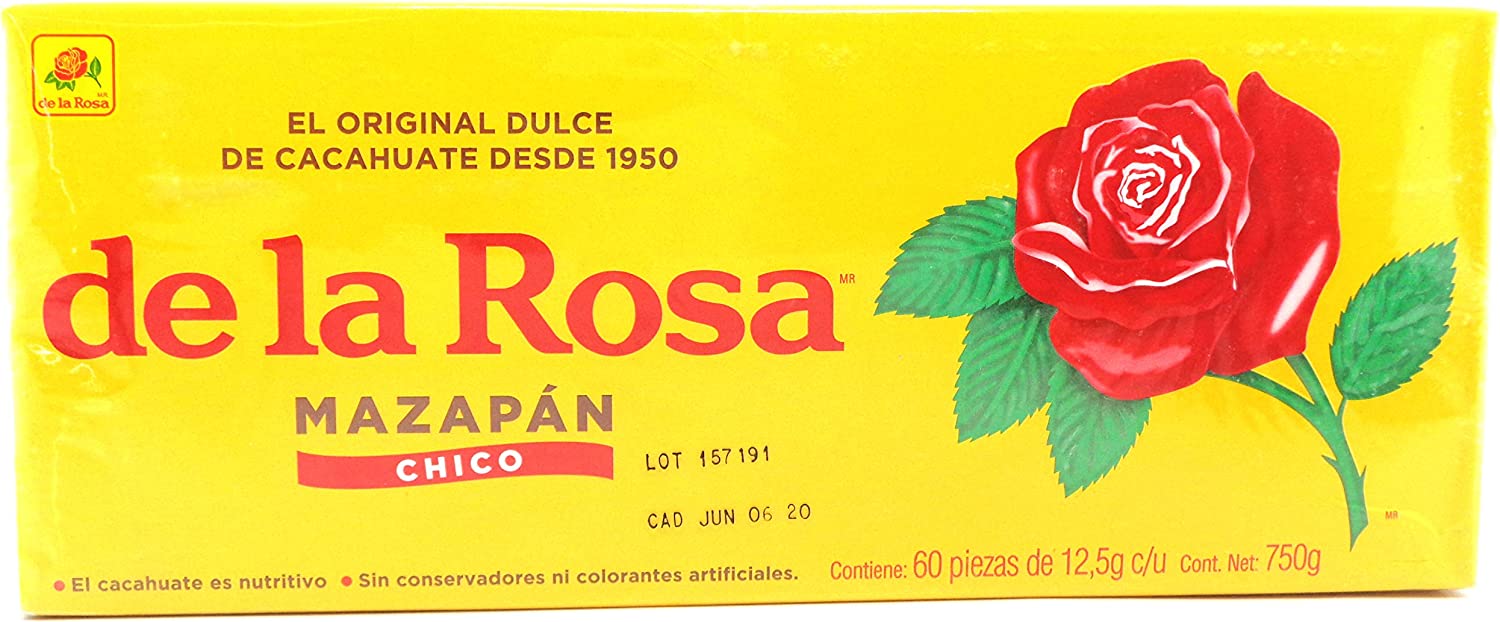 de la Rosa MR
EL ORIGINAL DULCE
DE CACAHUATE DESDE 1950
de la Rosa MR
MAZAPÁN
CHICO
LOT 157191
CAD JUN 06 20
• El cacahuate es nutritivo • Sin conservadores ni colorantes artificiales.
Contiene: 60 piezas de 12,5g c/u Cont. Net: 750g
MR